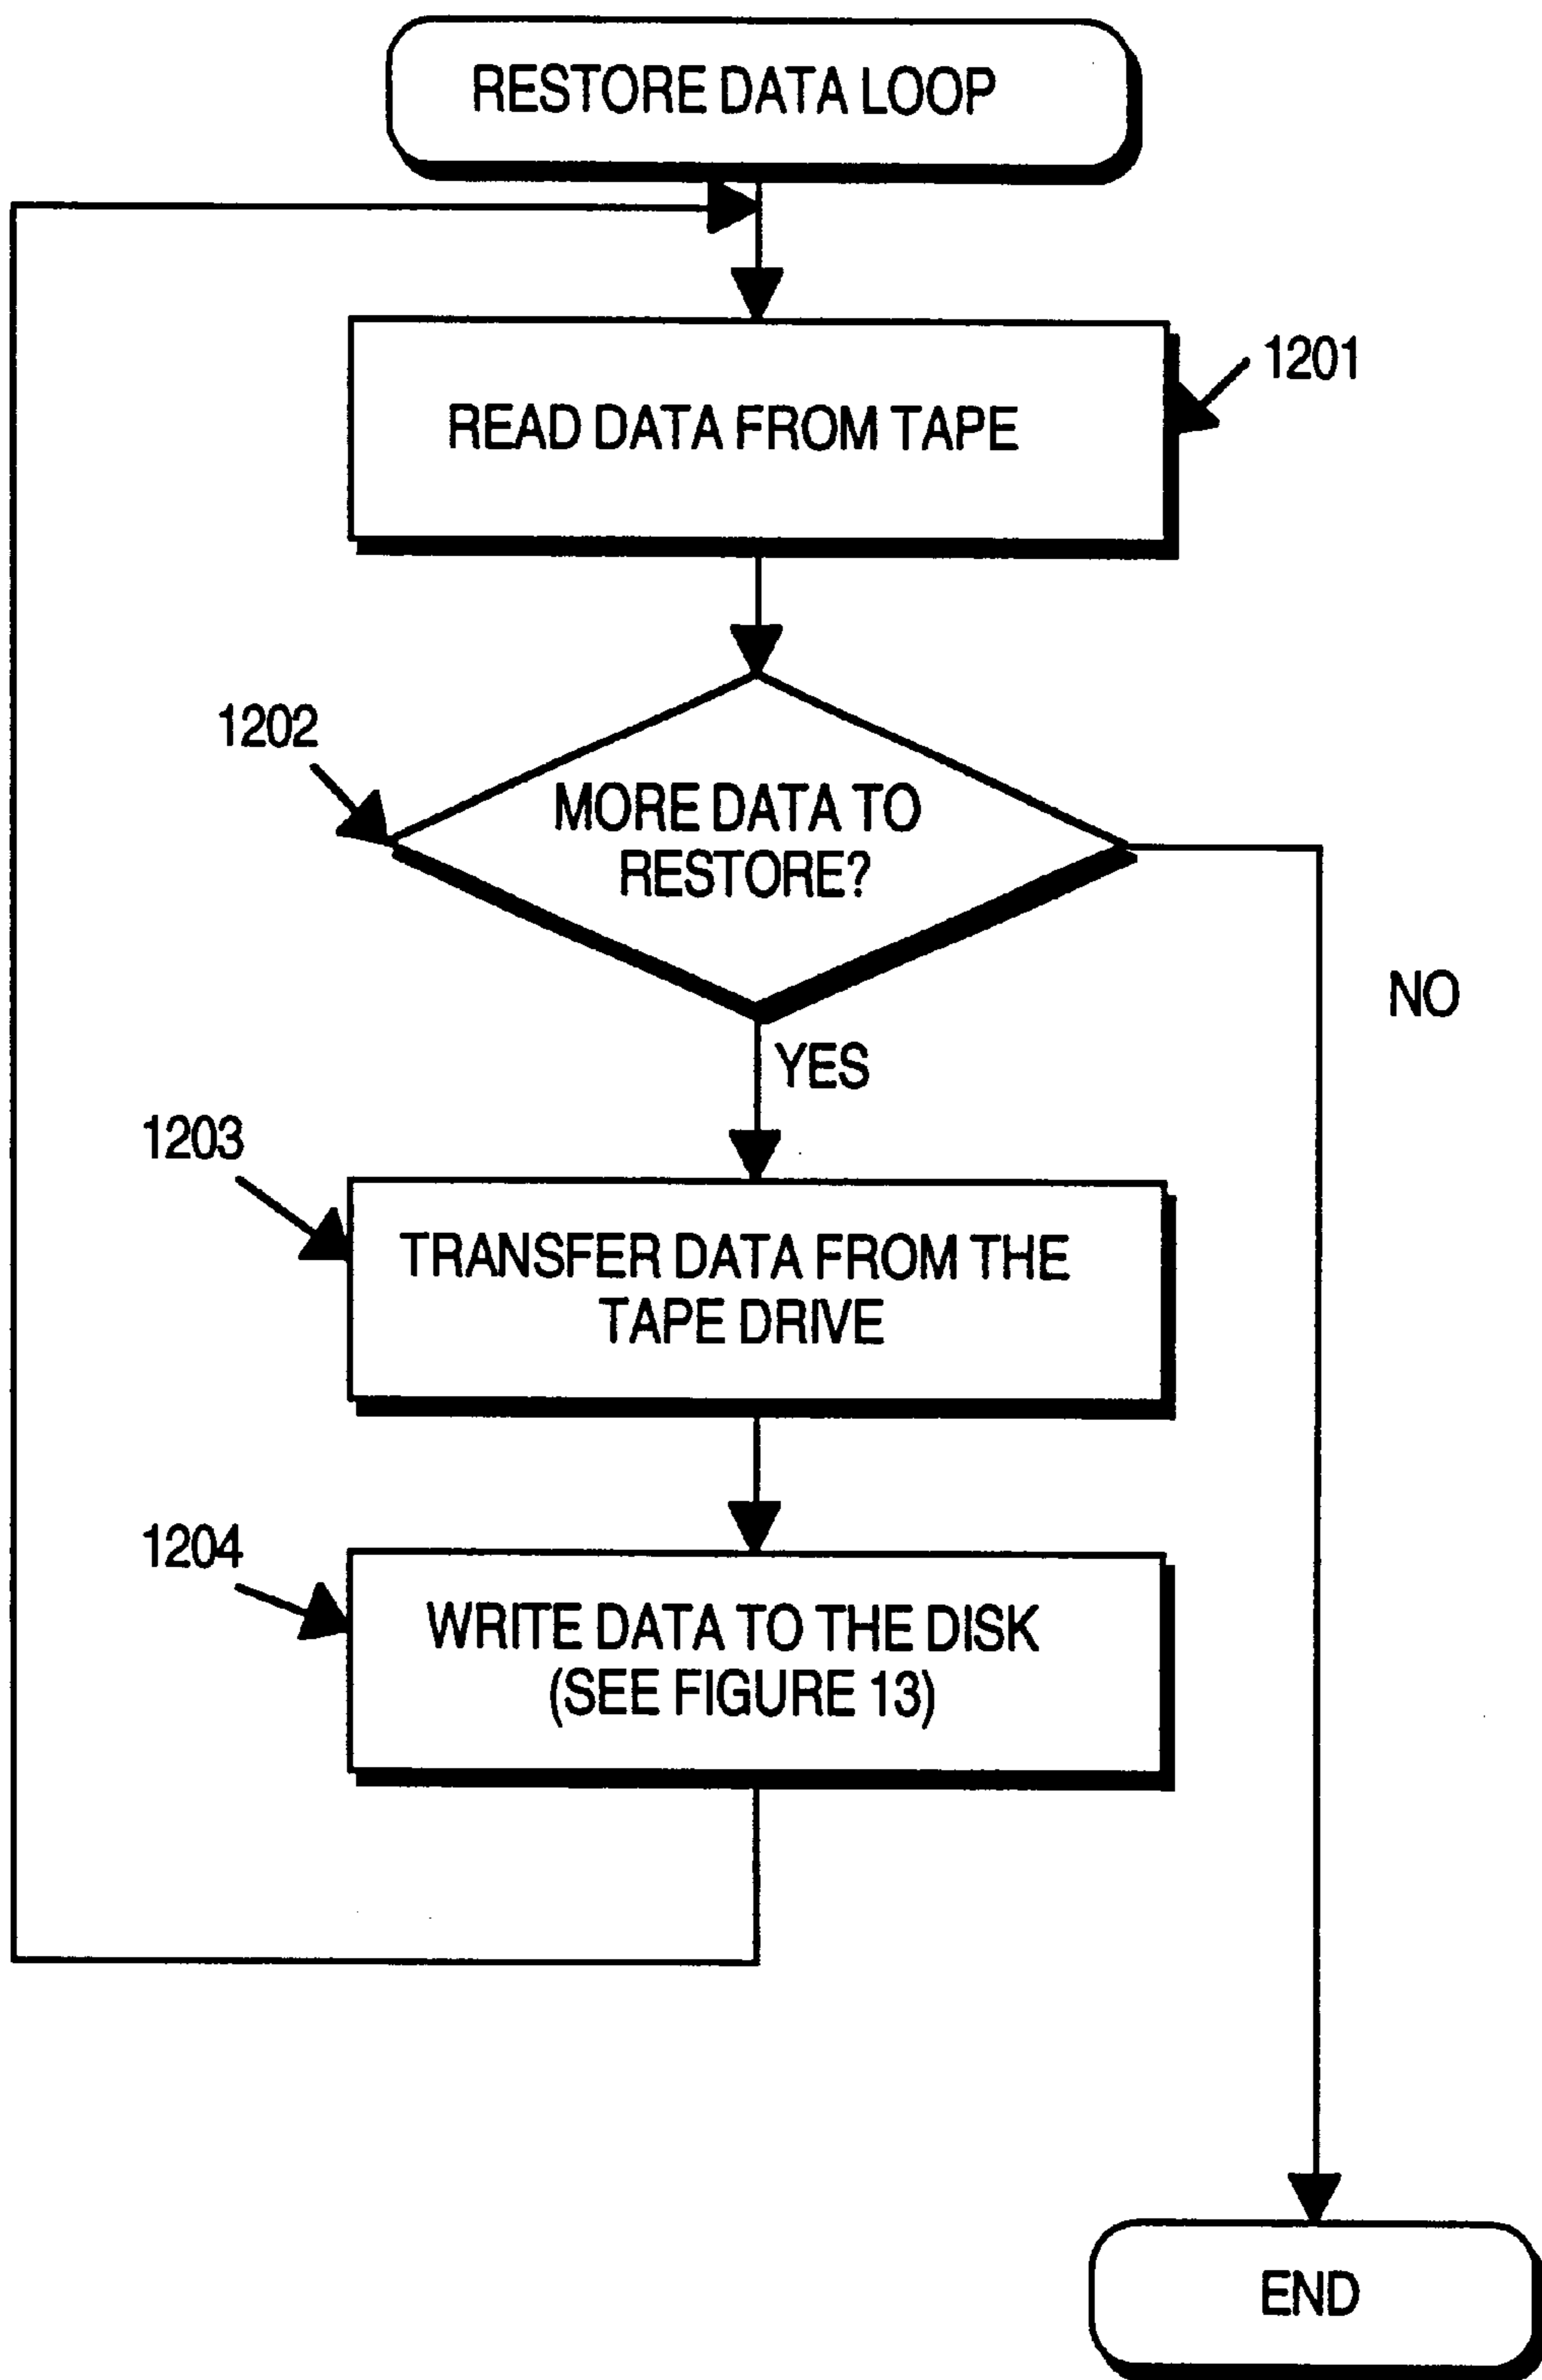 RESTORE DATA LOOP
1201
READ DATA FROM TAPE
1202
MORE DATA TO
RESTORE?
NO
YES
1203
TRANSFER DATA FROM THE
TAPE DRIVE
1204
WRITE DATA TO THE DISK
(SEE FIGURE 13)
END